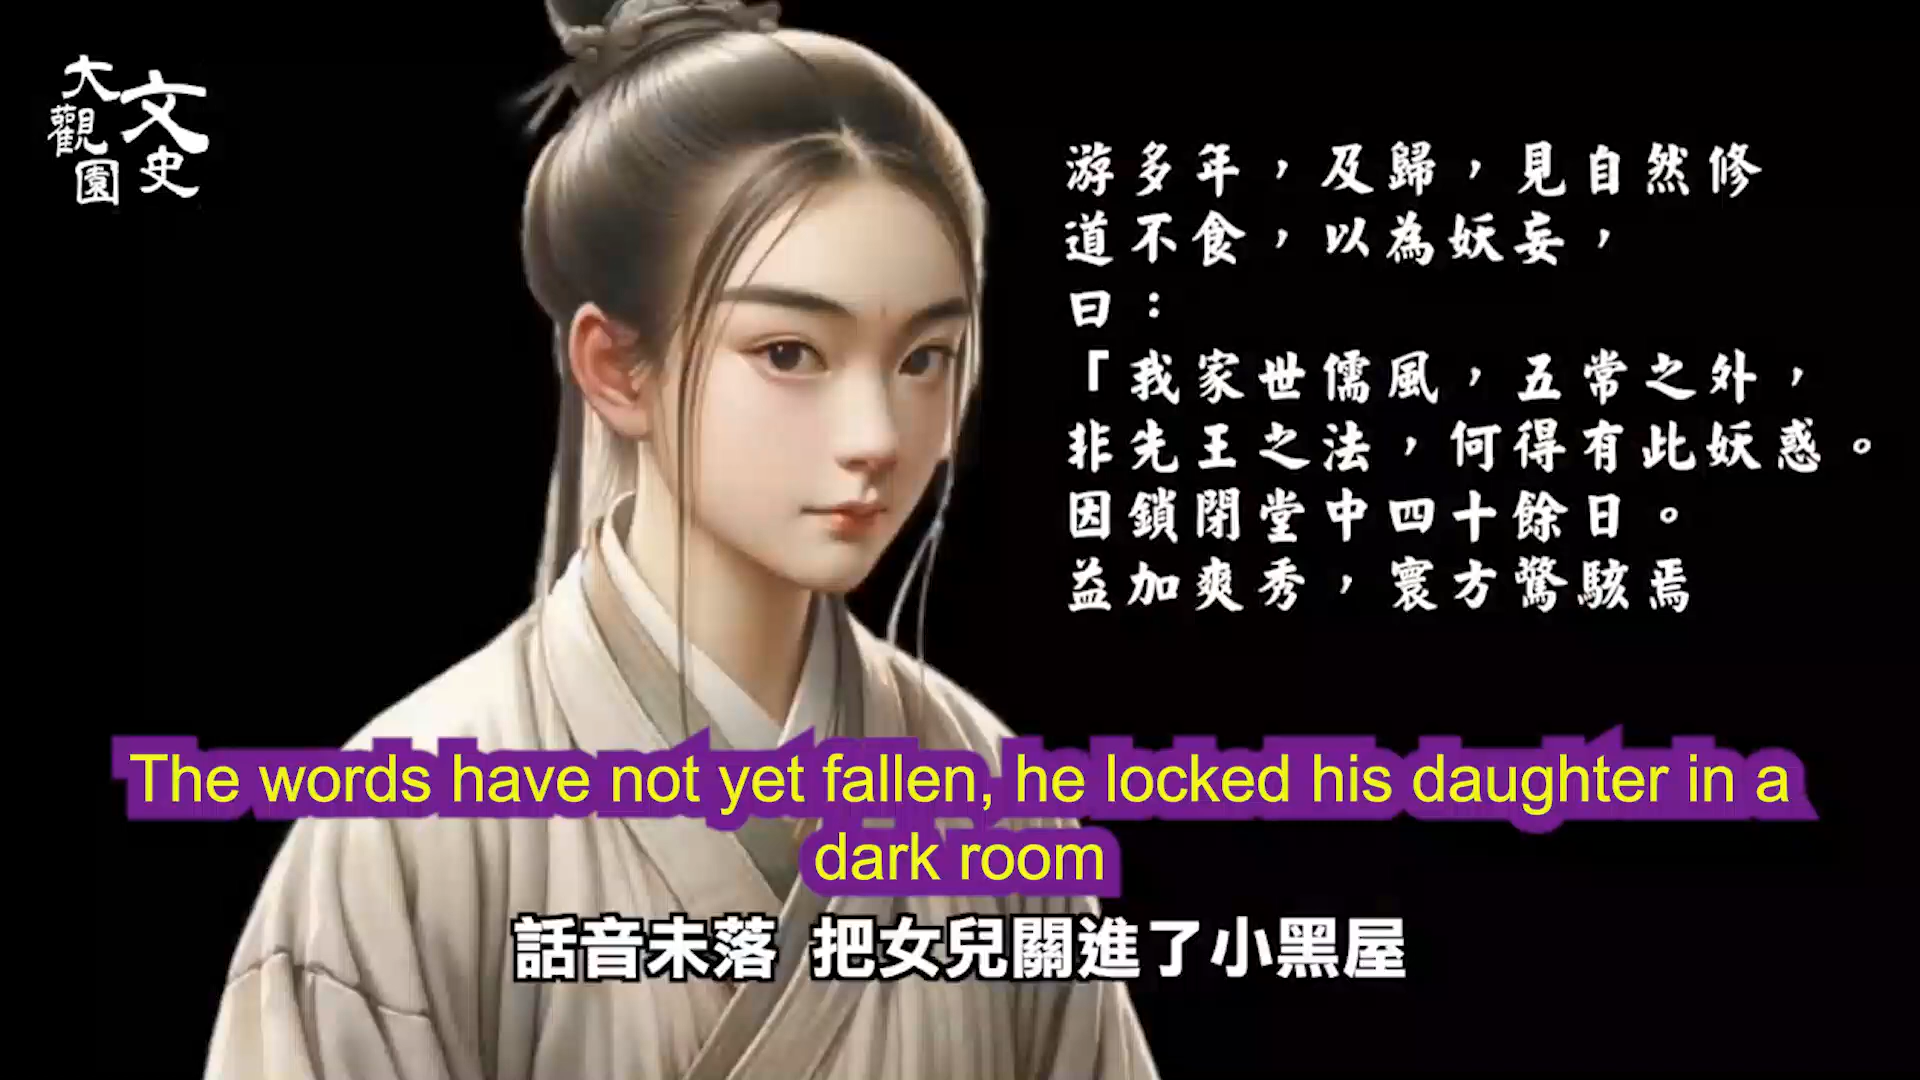 大觀園
文史
游多年，及歸，見自然修
道不食，以為妖妄，
曰：
「我家世儒風，五常之外，
非先王之法，何得有此妖惑。
因鎖閉堂中四十餘日。
益加爽秀，寰方驚駭焉
The words have not yet fallen, he locked his daughter in a
dark room
話音未落 把女兒關進了小黑屋